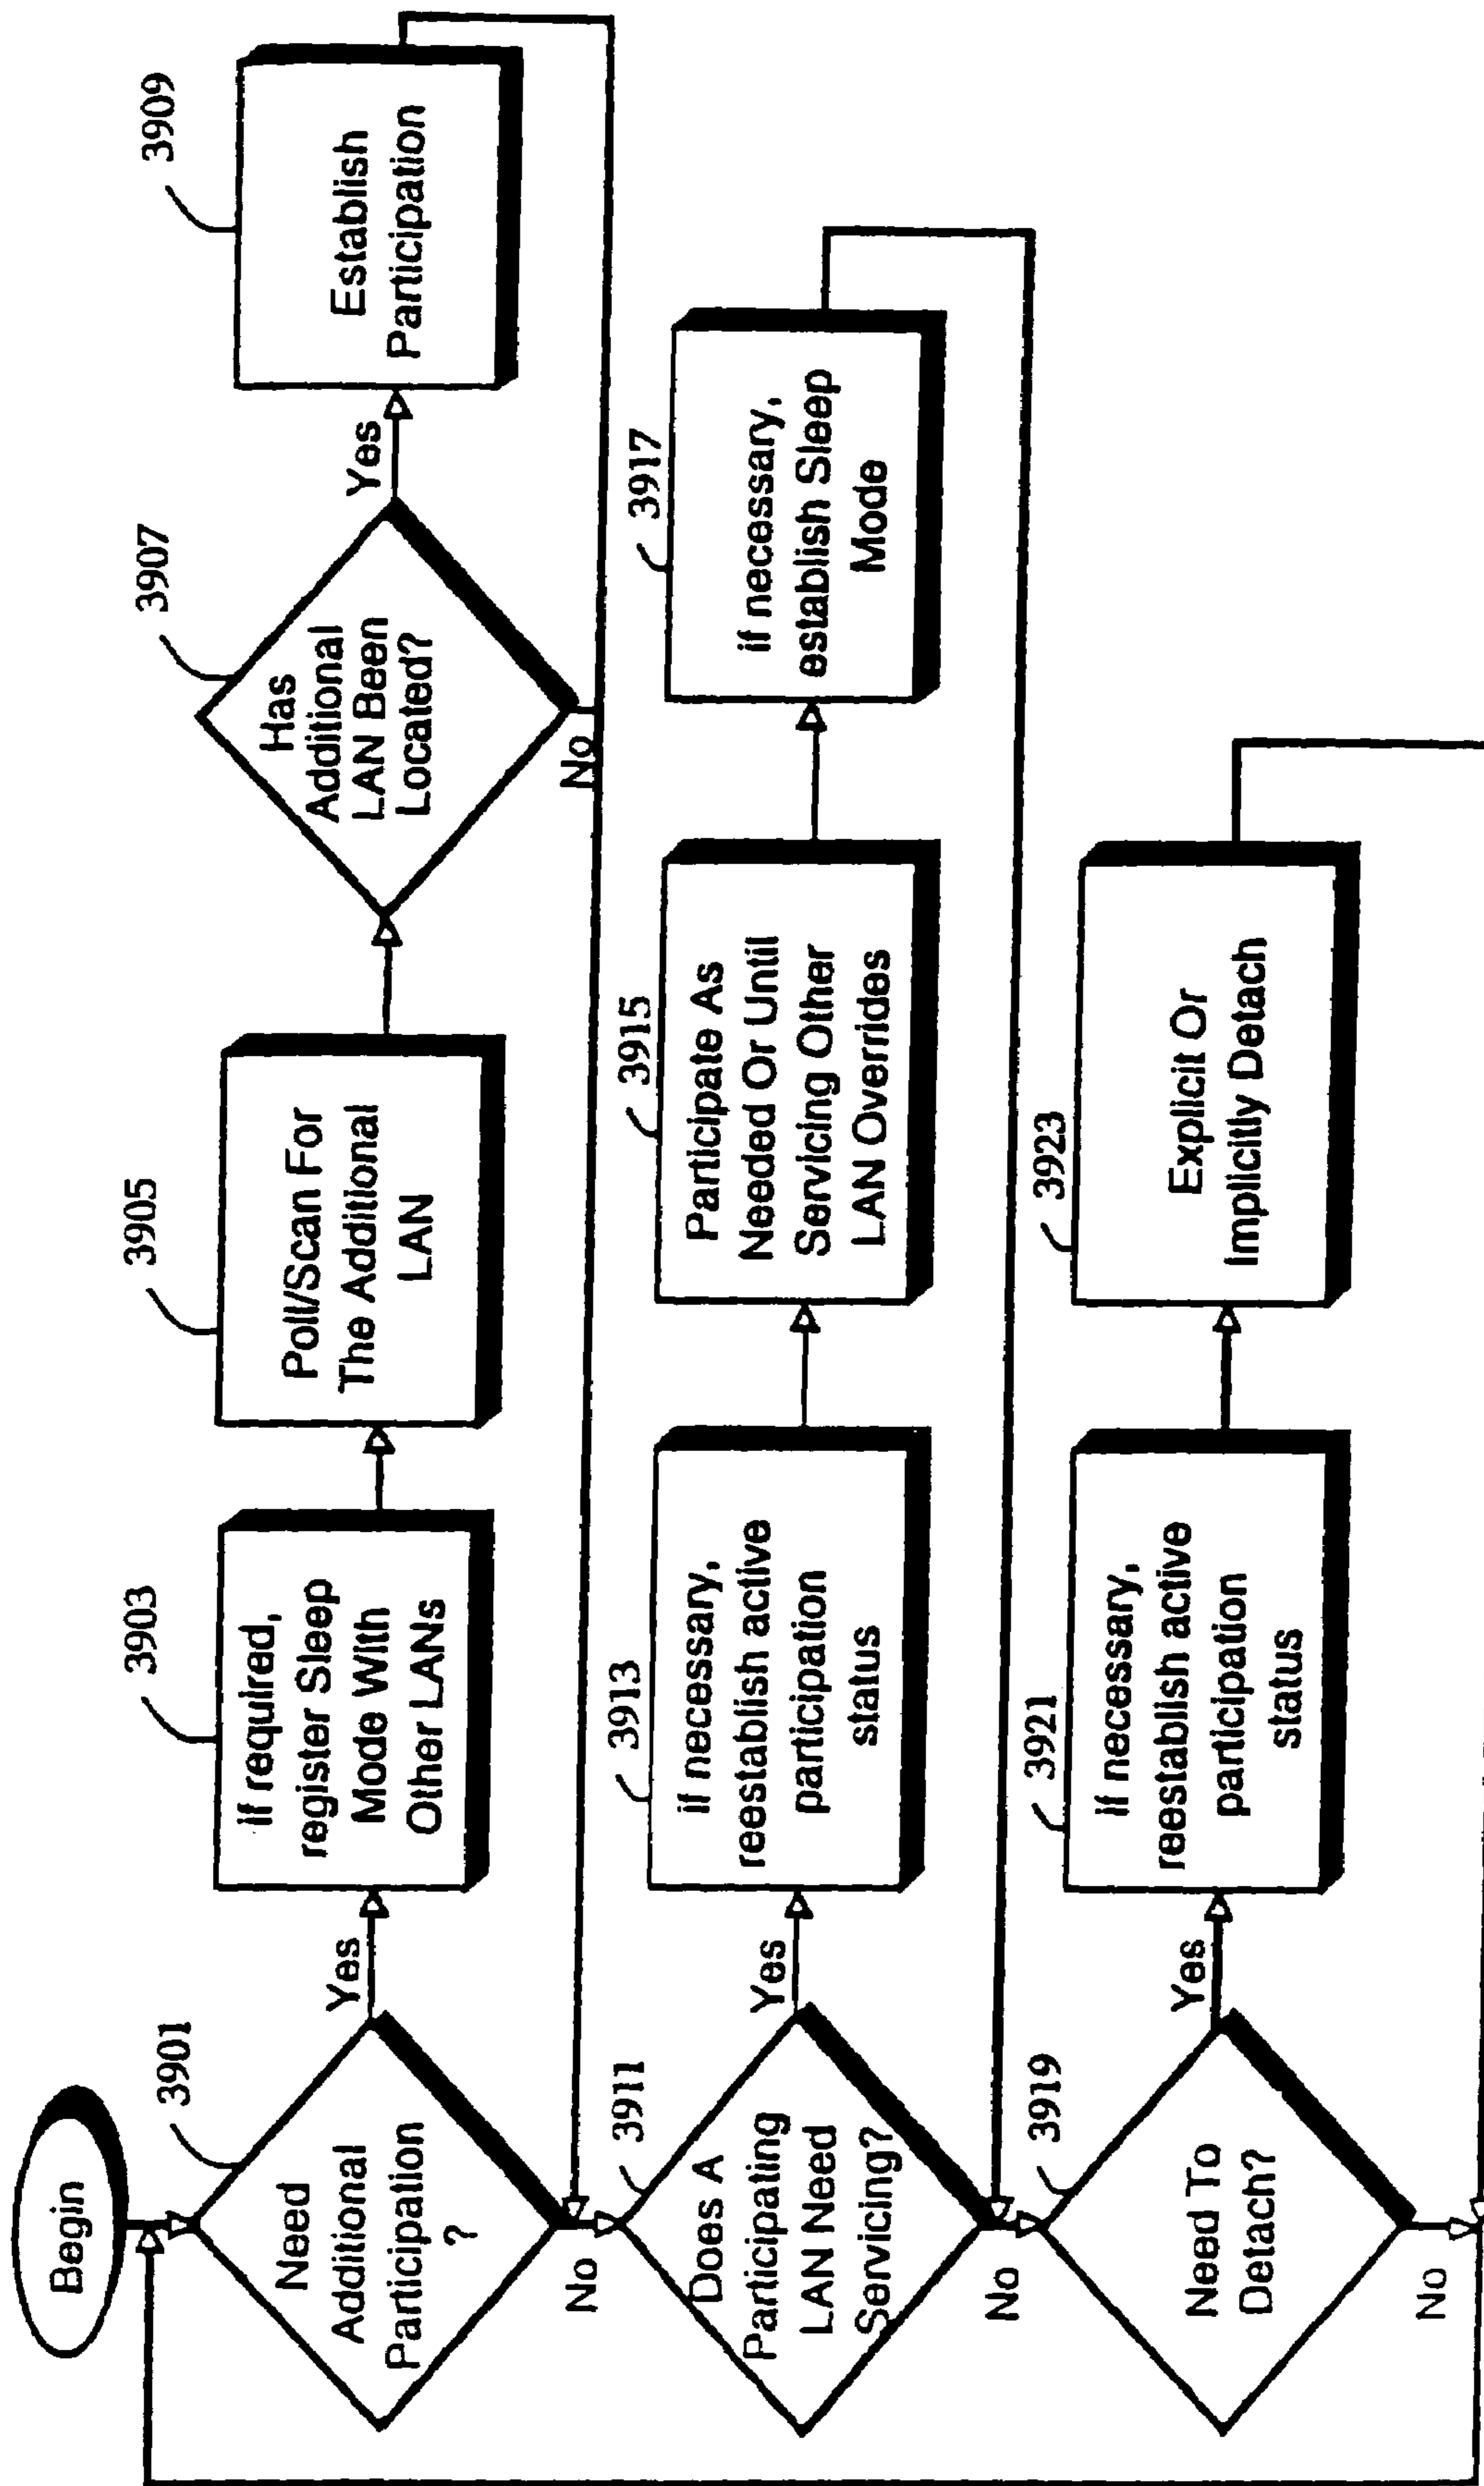 Begin
3901
Need
Additional
Participation
?
Yes
No
3903
If required,
register Sleep
Mode With
Other LANs
3905
Poll/Scan For
The Additional
LAN
3907
Has
Additional
LAN Been
Located?
Yes
No
3909
Establish
Participation
3911
Does A
Participating
LAN Need
Servicing?
Yes
No
3913
if necessary,
reestablish active
participation
status
3915
Participate As
Needed Or Until
Servicing Other
LAN Overrides
3917
if necessary,
establish Sleep
Mode
3919
Need To
Detach?
Yes
No
3921
if necessary,
reestablish active
participation
status
3923
Explicit Or
Implicitly Detach